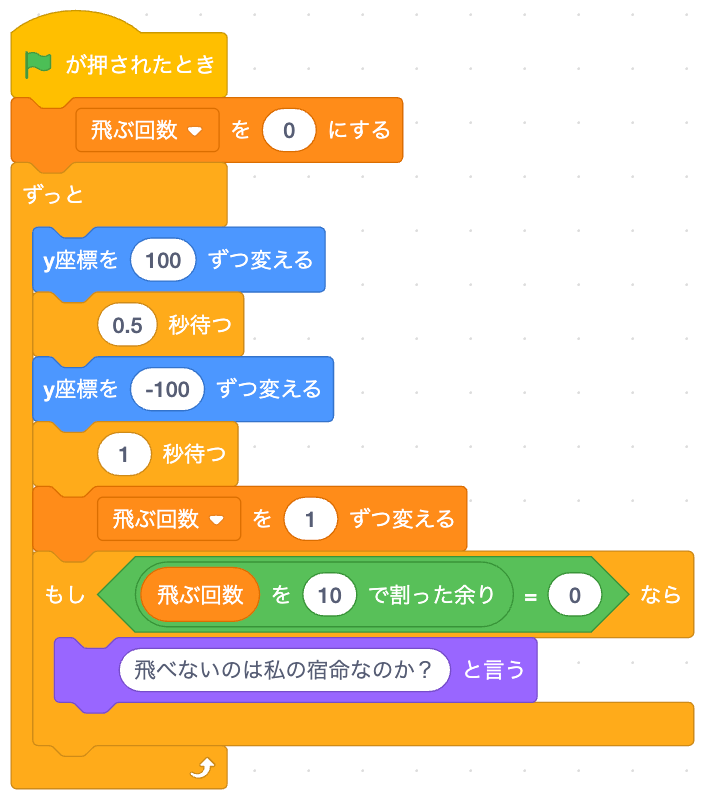 が押されたとき
飛ぶ回数 を 0 にする
ずっと
y座標を 100 ずつ変える
0.5 秒待つ
y座標を -100 ずつ変える
1 秒待つ
飛ぶ回数 を 1 ずつ変える
もし 飛ぶ回数 を 10 で割った余り = 0 なら
飛べないのは私の宿命なのか？ と言う